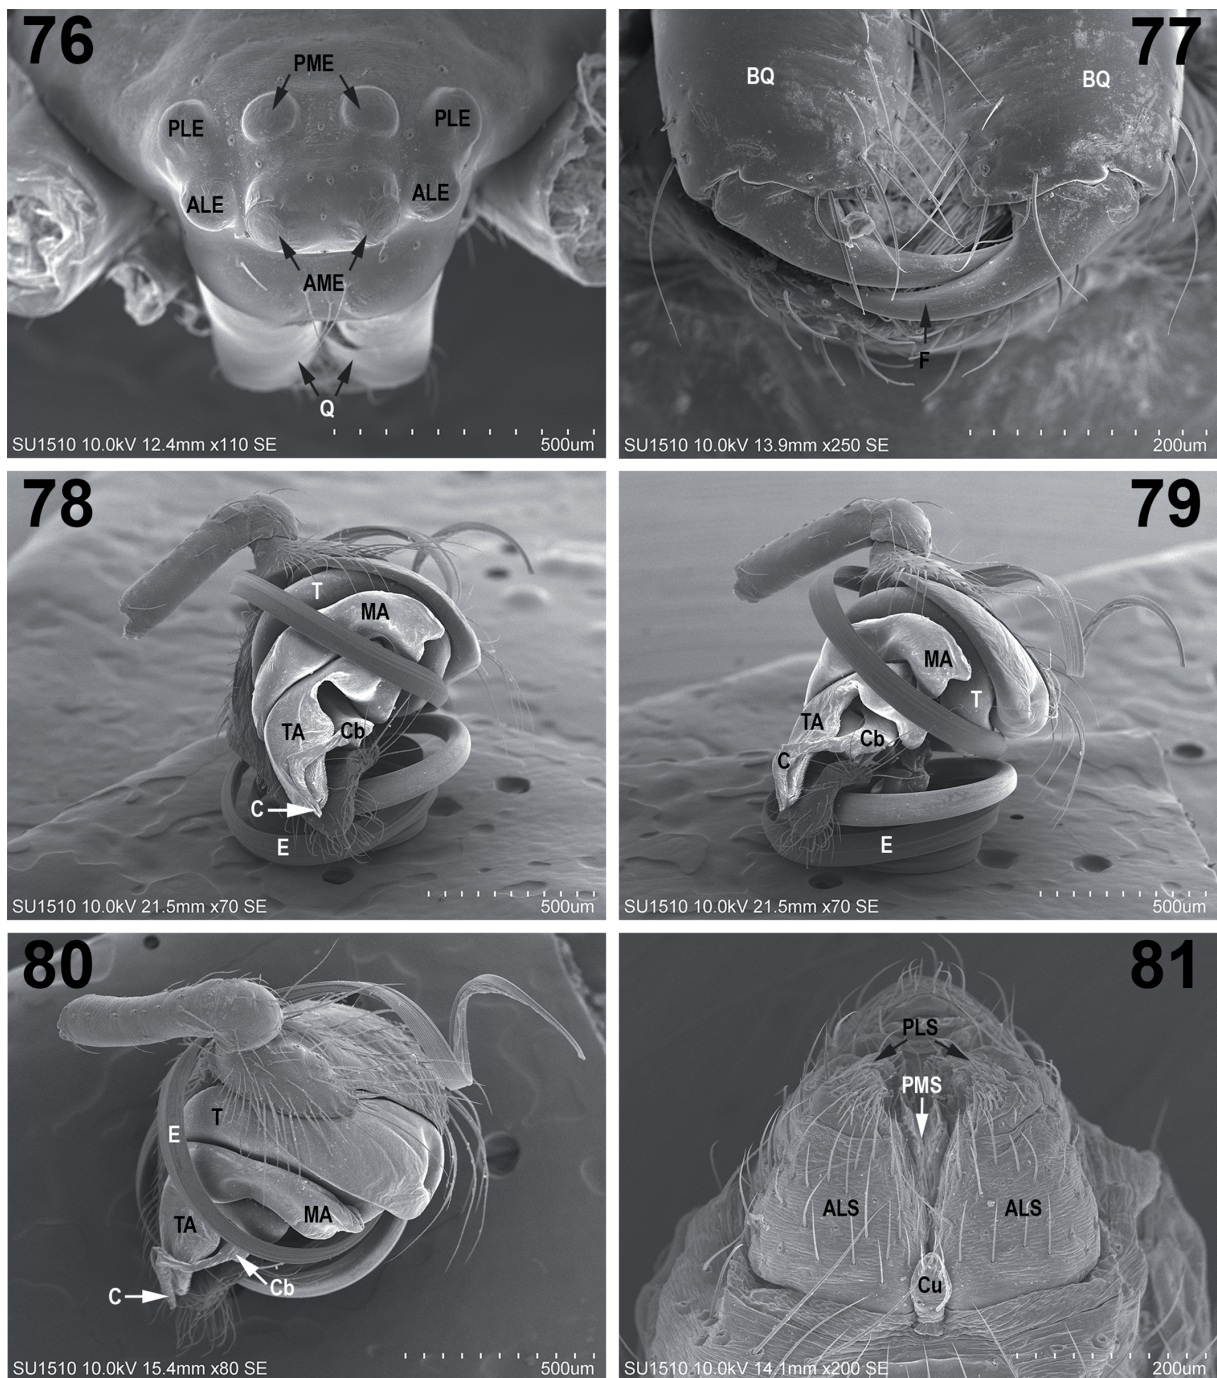 76
PME
PLE
PLE
ALE
ALE
AME
Q
SU1510 10.0kV 12.4mm x110 SE
500um
77
BQ
BQ
F
SU1510 10.0kV 13.9mm x250 SE
200um
78
T
MA
TA
Cb
C
E
SU1510 10.0kV 21.5mm x70 SE
500um
79
MA
T
TA
Cb
C
E
SU1510 10.0kV 21.5mm x70 SE
500um
80
T
E
MA
TA
Cb
C
SU1510 10.0kV 15.4mm x80 SE
500um
81
PLS
PMS
ALS
ALS
Cu
SU1510 10.0kV 14.1mm x200 SE
200um